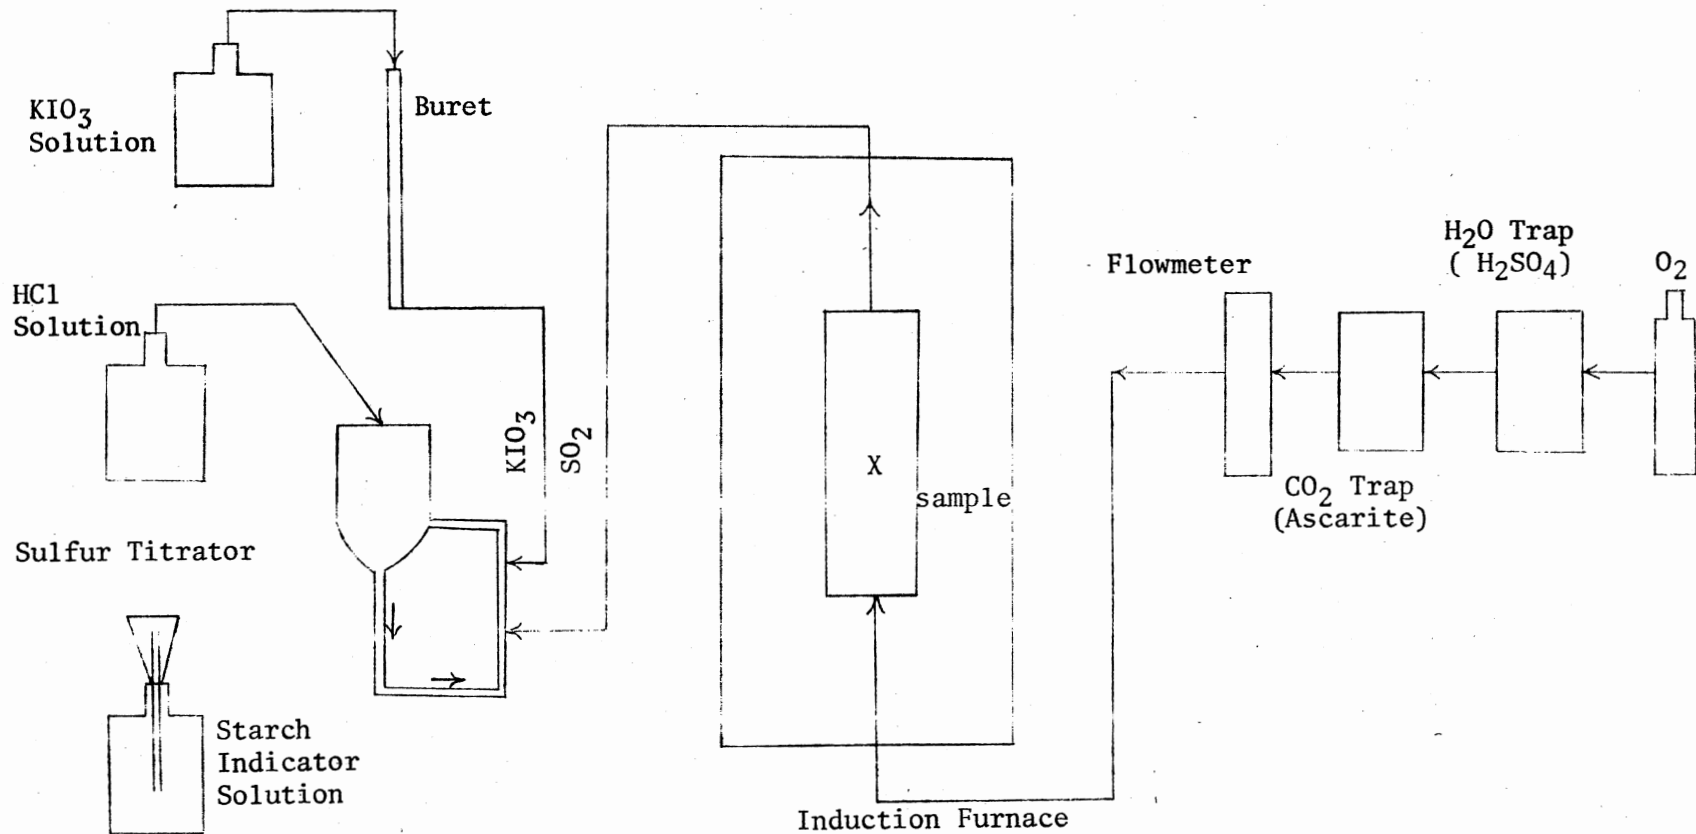 KIO3
Solution
Buret
HCl
Solution
KIO3
SO2
Sulfur Titrator
Starch
Indicator
Solution
X
sample
Induction Furnace
Flowmeter
CO2 Trap
(Ascarite)
H2O Trap
( H2SO4)
O2